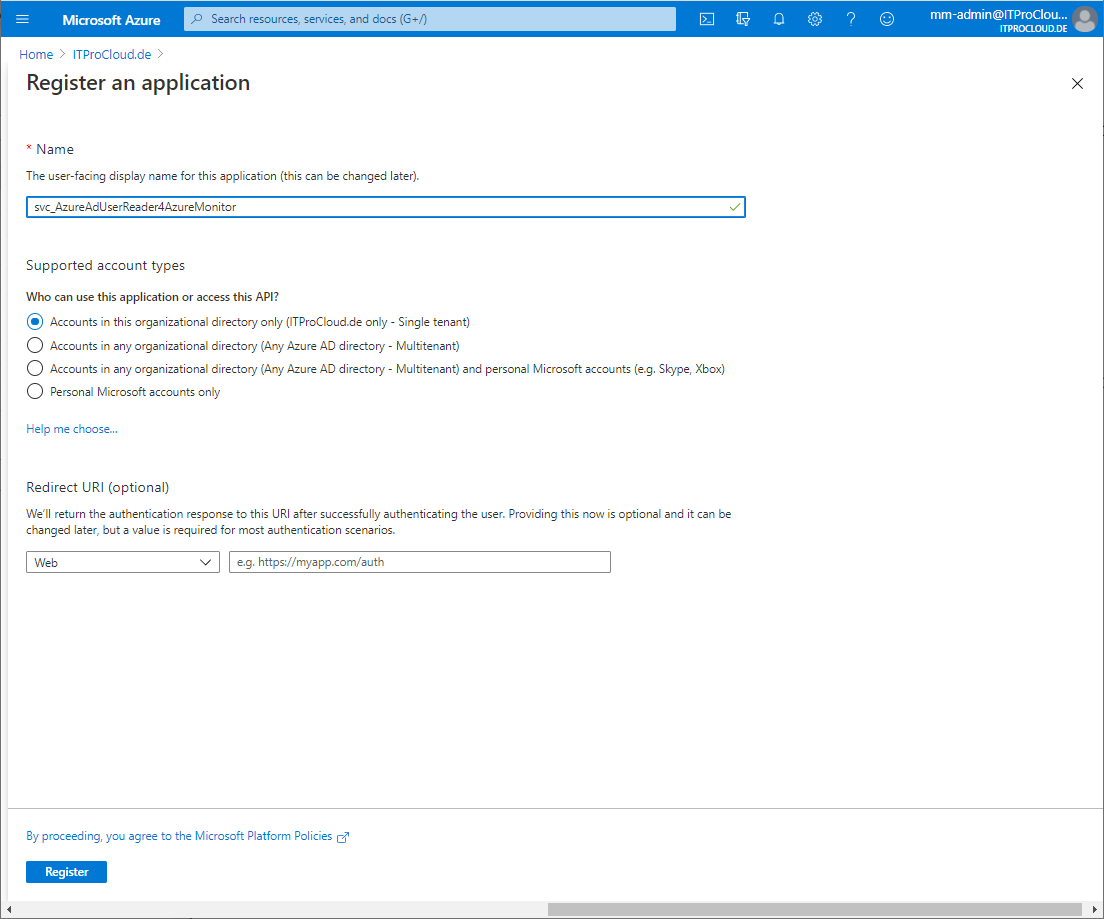 Microsoft Azure
Search resources, services, and docs (G+/)
mm-admin@ITProClou...
ITPROCLOUD.DE
Home > ITProCloud.de >
Register an application
* Name
The user-facing display name for this application (this can be changed later).
svc_AzureAdUserReader4AzureMonitor
Supported account types
Who can use this application or access this API?
Accounts in this organizational directory only (ITProCloud.de only - Single tenant)
Accounts in any organizational directory (Any Azure AD directory - Multitenant)
Accounts in any organizational directory (Any Azure AD directory - Multitenant) and personal Microsoft accounts (e.g. Skype, Xbox)
Personal Microsoft accounts only
Help me choose...
Redirect URI (optional)
We'll return the authentication response to this URI after successfully authenticating the user. Providing this now is optional and it can be
changed later, but a value is required for most authentication scenarios.
Web
e.g. https://myapp.com/auth
By proceeding, you agree to the Microsoft Platform Policies
Register